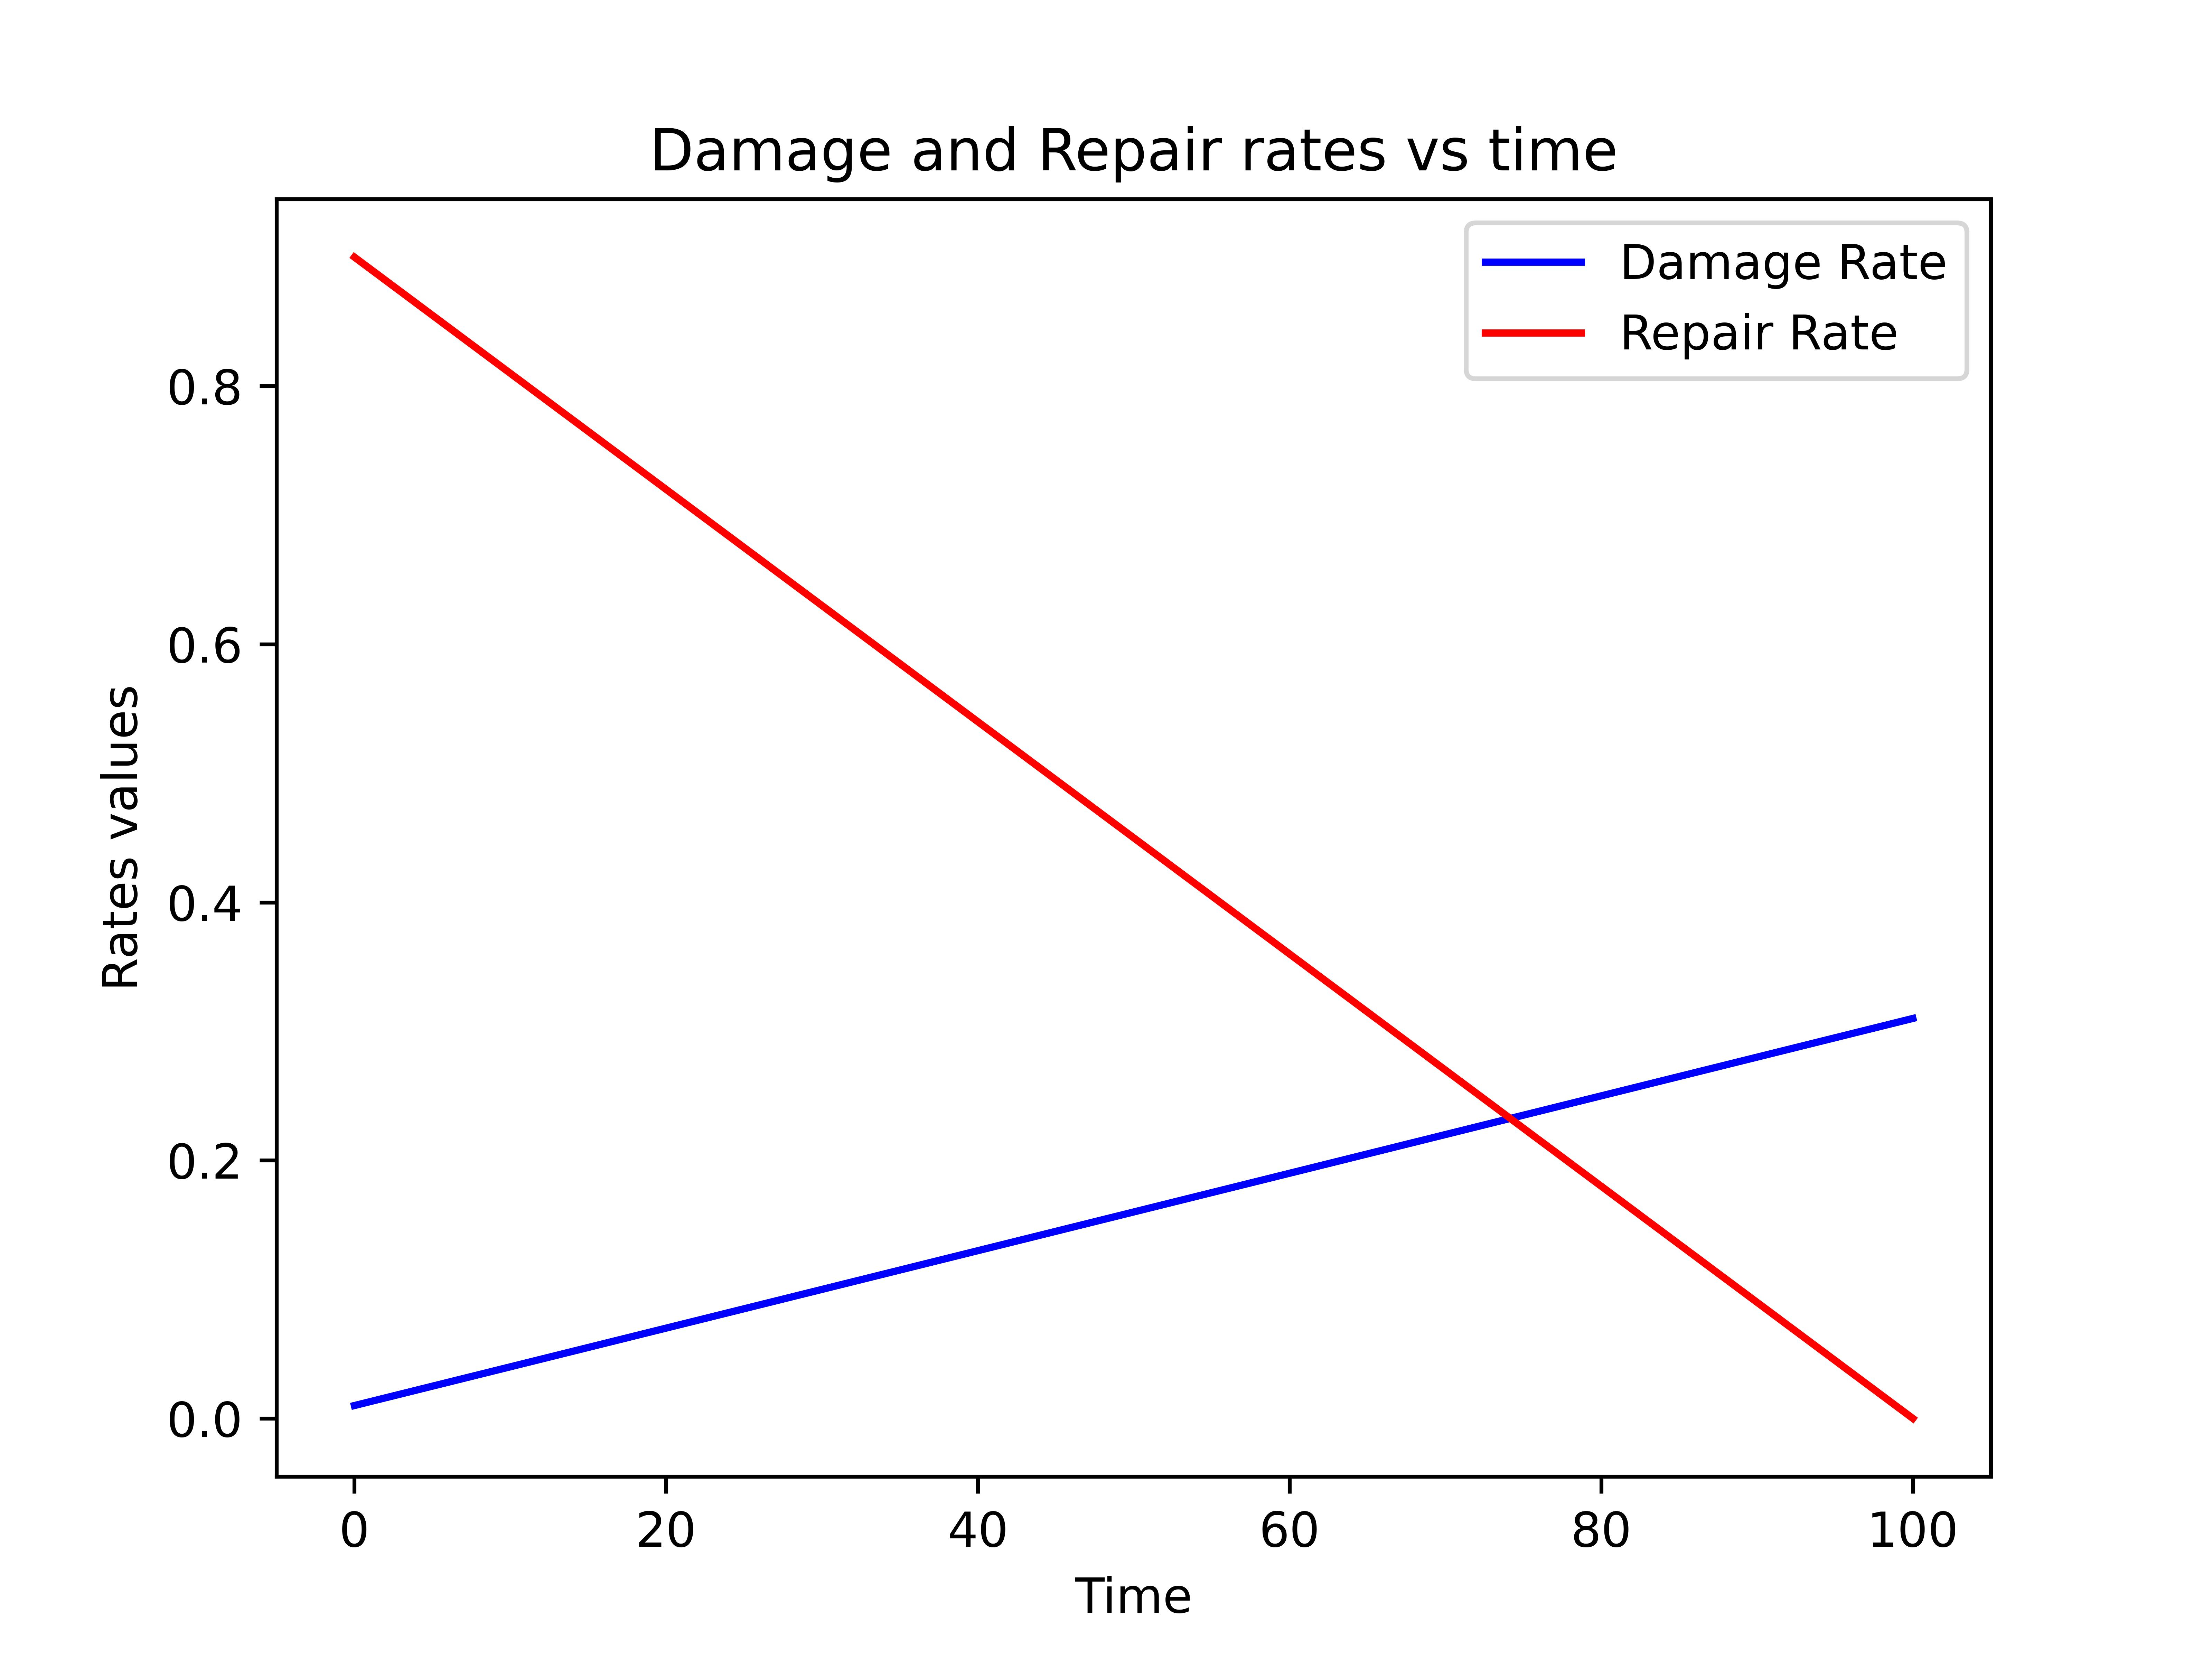 Damage and Repair rates vs time
Damage Rate
Repair Rate
0.8
0.6
0.4
0.2
0.0
Rates values
0 20 40 60 80 100
Time